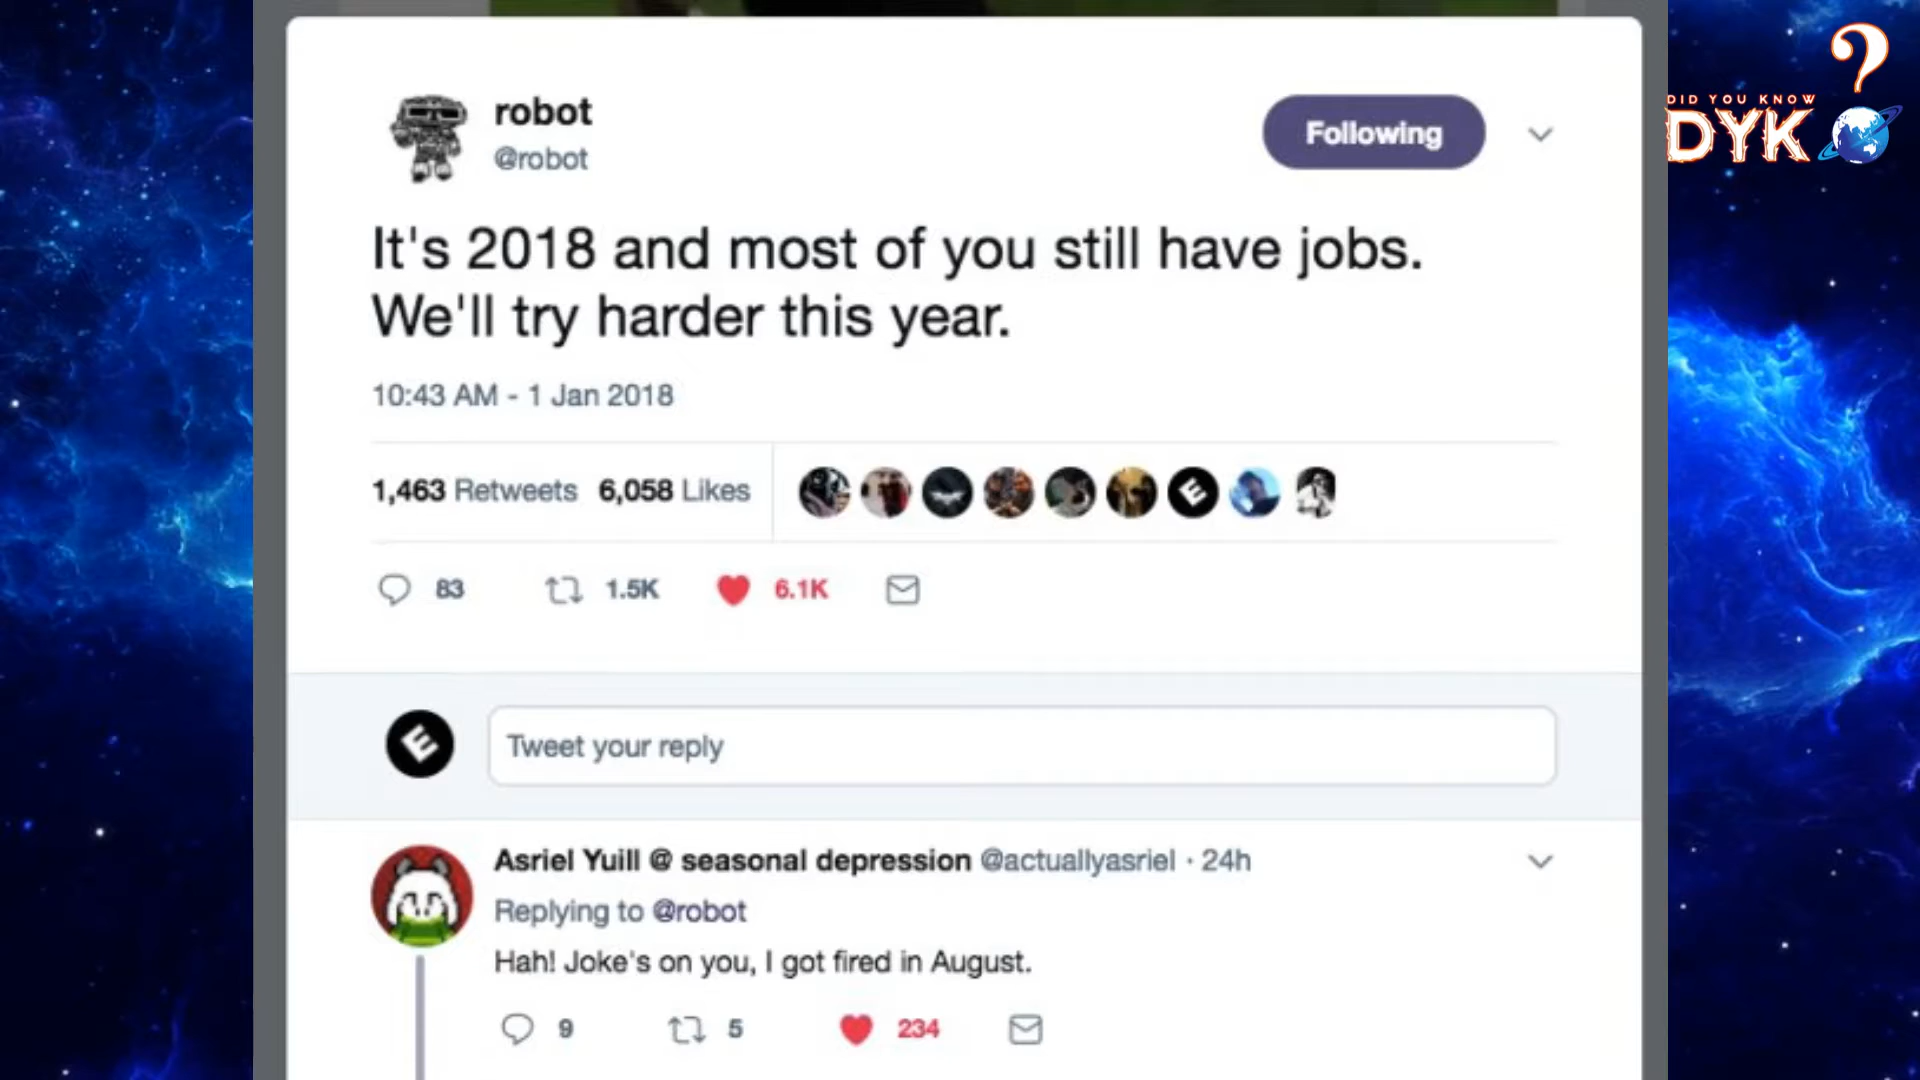 robot
@robot
Following
DID YOU KNOW
DYK?
It's 2018 and most of you still have jobs.
We'll try harder this year.
10:43 AM - 1 Jan 2018
1,463 Retweets 6,058 Likes
83 1.5K 6.1K
Tweet your reply
Asriel Yuill @ seasonal depression @actuallyasriel · 24h
Replying to @robot
Hah! Joke's on you, I got fired in August.
9 5 234